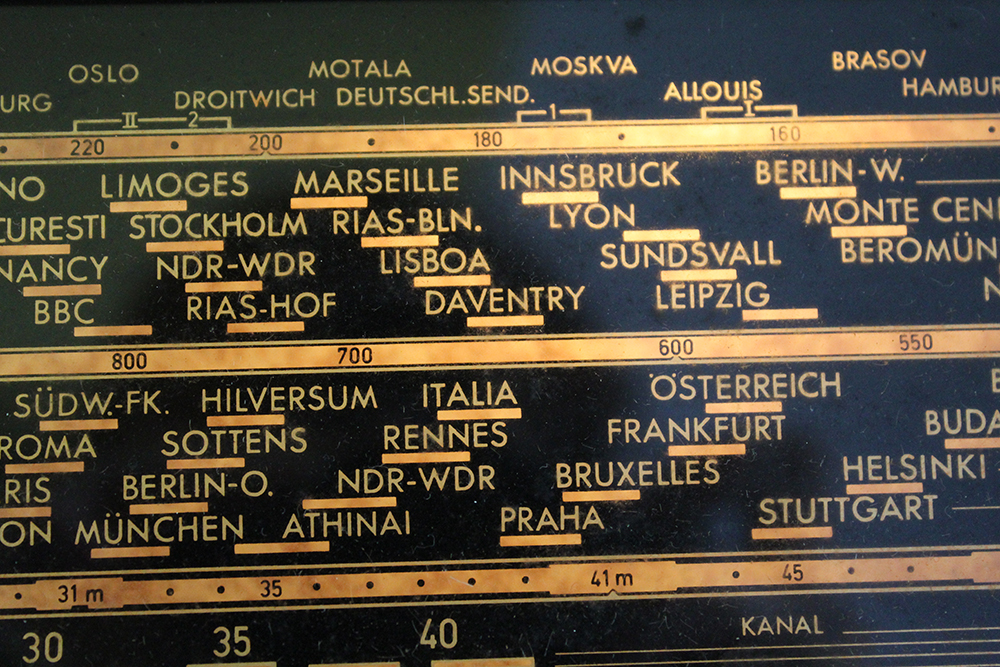 OSLO MOTALA MOSKVA BRASOV
URG DROITWICH DEUTSCHL.SEND. ALLOUIS HAMBUR
II 2 1 I
220 200 180 160
NO LIMOGES MARSEILLE INNSBRUCK BERLIN-W.
CURESTI STOCKHOLM RIAS-BLN. LYON MONTE CENI
NANCY NDR-WDR LISBOA SUNDSVALL BEROMÜN
BBC RIAS-HOF DAVENTRY LEIPZIG N
800 700 600 550
SÜDW.-FK. HILVERSUM ITALIA ÖSTERREICH
ROMA SOTTENS RENNES FRANKFURT BUDA
RIS BERLIN-O. NDR-WDR BRUXELLES HELSINKI
ON MÜNCHEN ATHINAI PRAHA STUTTGART
31 m 35 41 m 45
30 35 40 KANAL